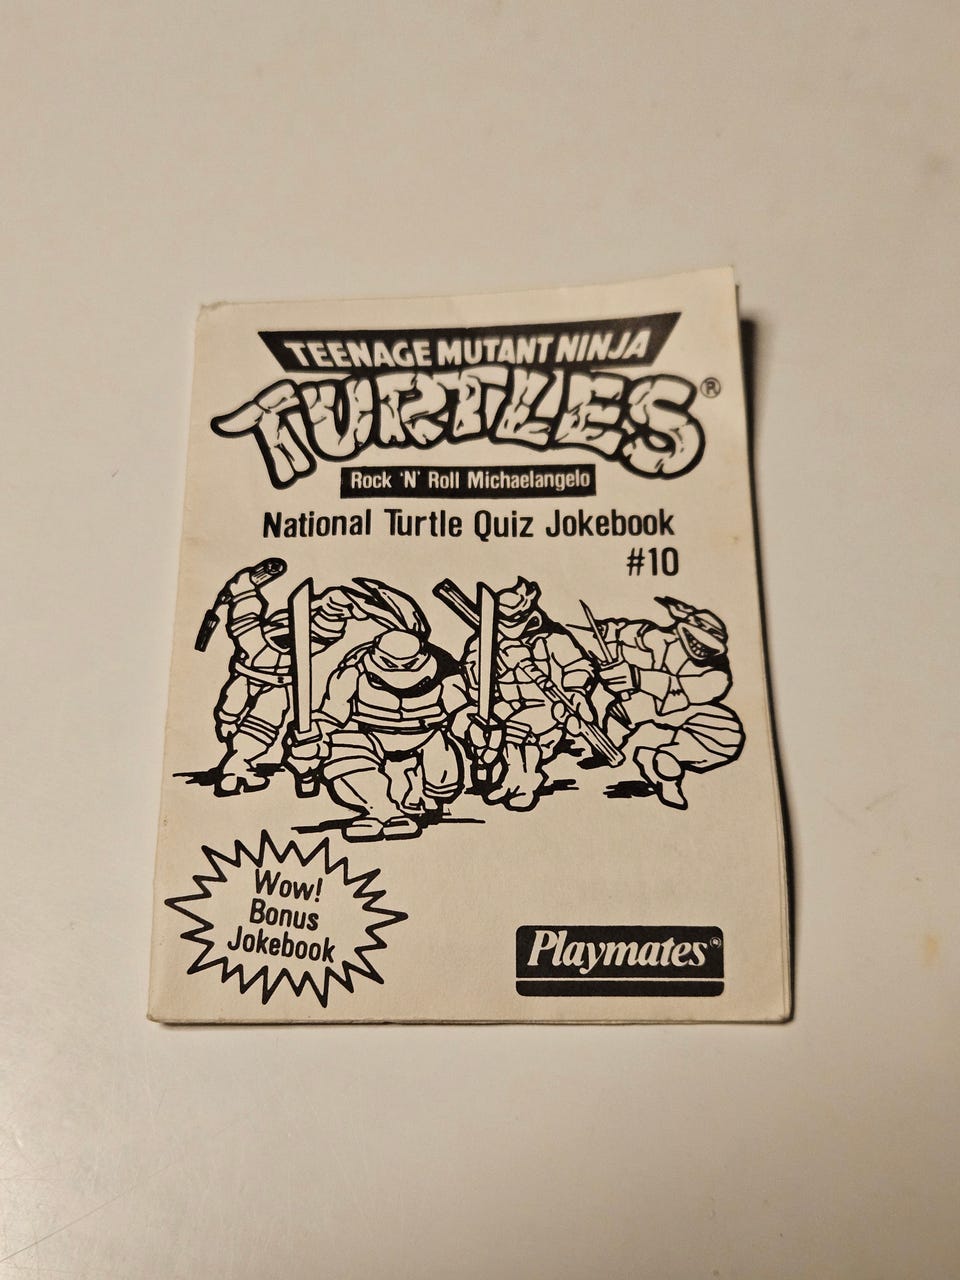 TEENAGE MUTANT NINJA
TURTLES®
Rock 'N' Roll Michaelangelo
National Turtle Quiz Jokebook
#10
Wow!
Bonus
Jokebook
Playmates®